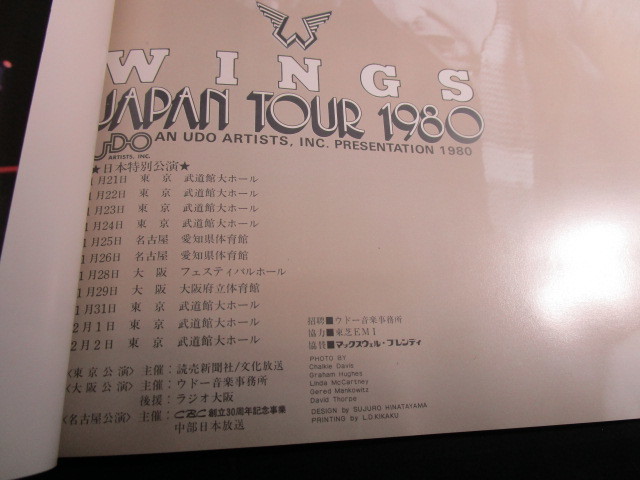 WINGS
JAPAN TOUR 1980
UDO
ARTISTS, INC.
AN UDO ARTISTS, INC. PRESENTATION 1980
★日本特別公演★
1月21日 東京 武道館大ホール
1月22日 東京 武道館大ホール
1月23日 東京 武道館大ホール
1月24日 東京 武道館大ホール
1月25日 名古屋 愛知県体育館
1月26日 名古屋 愛知県体育館
1月28日 大阪 フェスティバルホール
1月29日 大阪 大阪府立体育館
1月31日 東京 武道館大ホール
2月1日 東京 武道館大ホール
2月2日 東京 武道館大ホール
<東京公演> 主催：読売新聞社/文化放送
<大阪公演> 主催：ウドー音楽事務所
後援：ラジオ大阪
<名古屋公演> 主催：CBC創立30周年記念事業
中部日本放送
招聘■ウドー音楽事務所
協力■東芝EMI
協賛■マックスウェル・プレンティ
PHOTO BY
Chalkie Davis
Graham Hughes
Linda McCartney
Gered Mankowitz
David Thorpe
DESIGN by SUJURO HINATAYAMA
PRINTING by L.D.KIKAKU